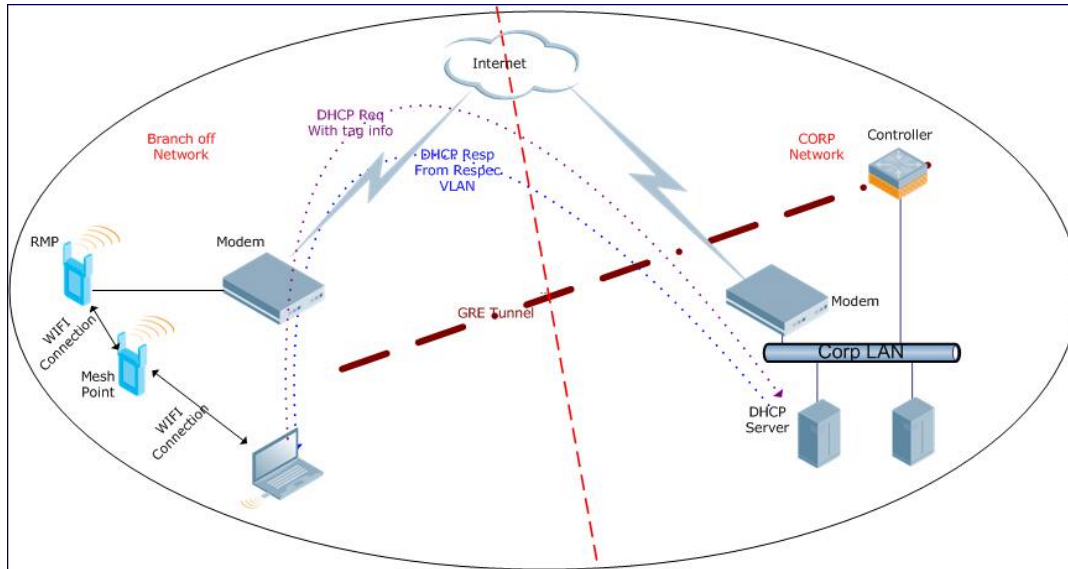 Internet
DHCP Req
With tag info
Branch off
Network
DHCP Resp
From Respec.
VLAN
CORP
Network
Controller
RMP
Modem
GRE Tunnel
Modem
WIFI
Connection
Mesh
Point
WIFI
Connection
Corp LAN
DHCP
Server